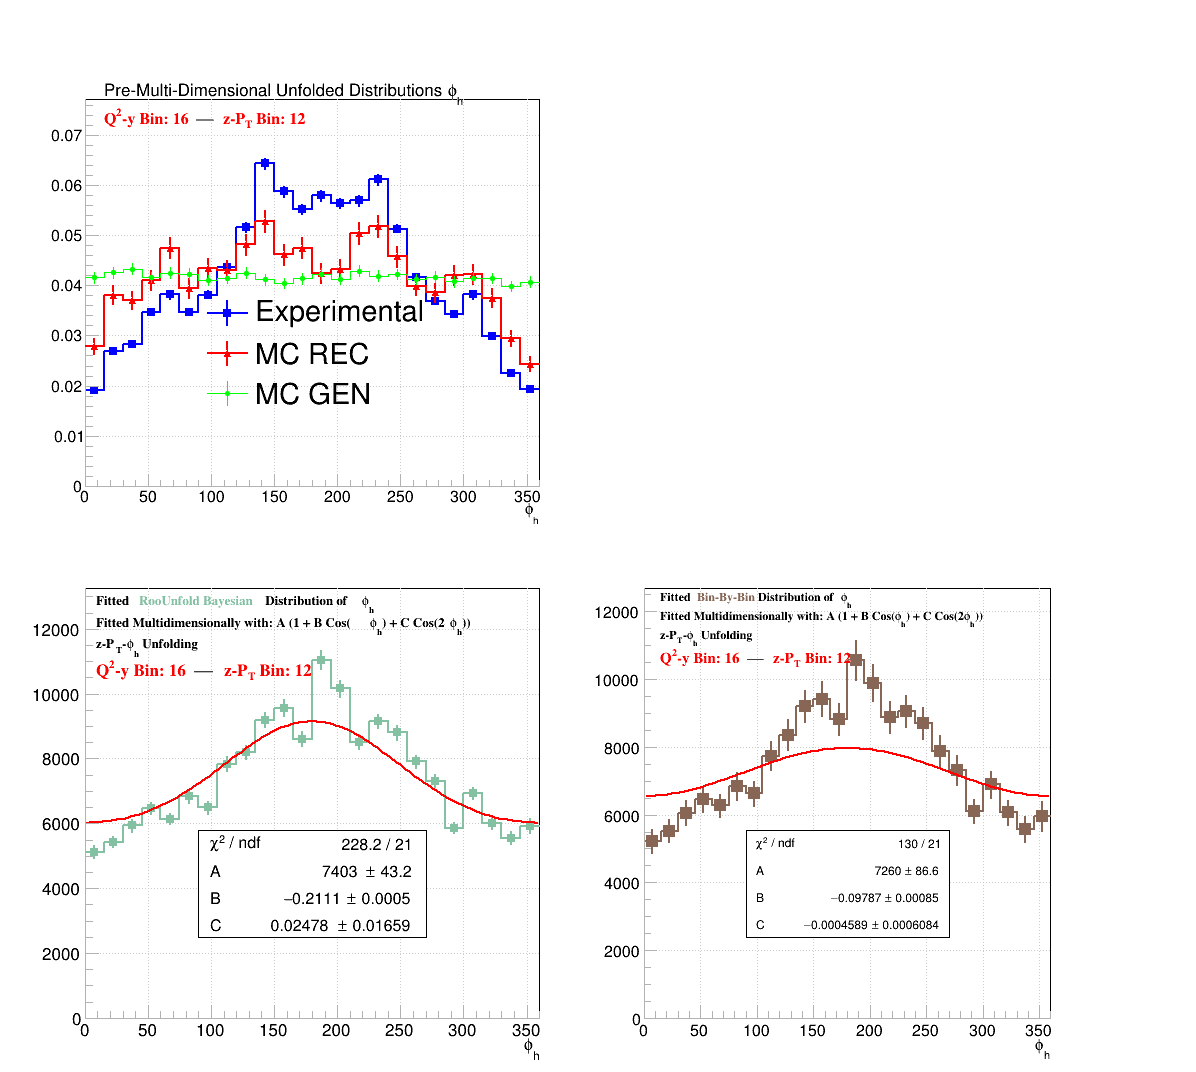 Pre-Multi-Dimensional Unfolded Distributions ϕh
Q2-y Bin: 16 — z-PT Bin: 12
0.07
0.06
0.05
0.04
0.03
0.02
0.01
0
Experimental
MC REC
MC GEN
0 50 100 150 200 250 300 350
ϕh
Fitted RooUnfold Bayesian Distribution of ϕh
Fitted Multidimensionally with: A (1 + B Cos( ϕh) + C Cos(2 ϕh))
z-PT-ϕh Unfolding
Q2-y Bin: 16 — z-PT Bin: 12
12000
10000
8000
6000
4000
2000
0
χ2 / ndf 228.2 / 21
A 7403 ± 43.2
B −0.2111 ± 0.0005
C 0.02478 ± 0.01659
0 50 100 150 200 250 300 350
ϕh
Fitted Bin-By-Bin Distribution of ϕh
Fitted Multidimensionally with: A (1 + B Cos(ϕh) + C Cos(2ϕh))
z-PT-ϕh Unfolding
Q2-y Bin: 16 — z-PT Bin: 12
12000
10000
8000
6000
4000
2000
0
χ2 / ndf 130 / 21
A 7260 ± 86.6
B −0.09787 ± 0.00085
C −0.0004589 ± 0.0006084
0 50 100 150 200 250 300 350
ϕh